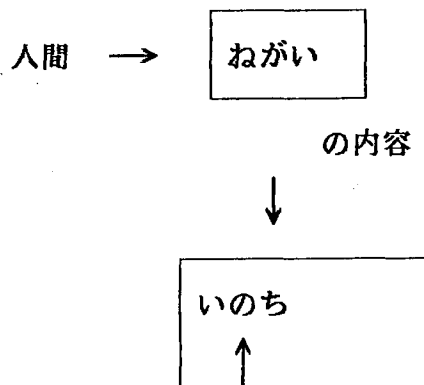 人間 → ねがい
の内容
↓
いのち
↑